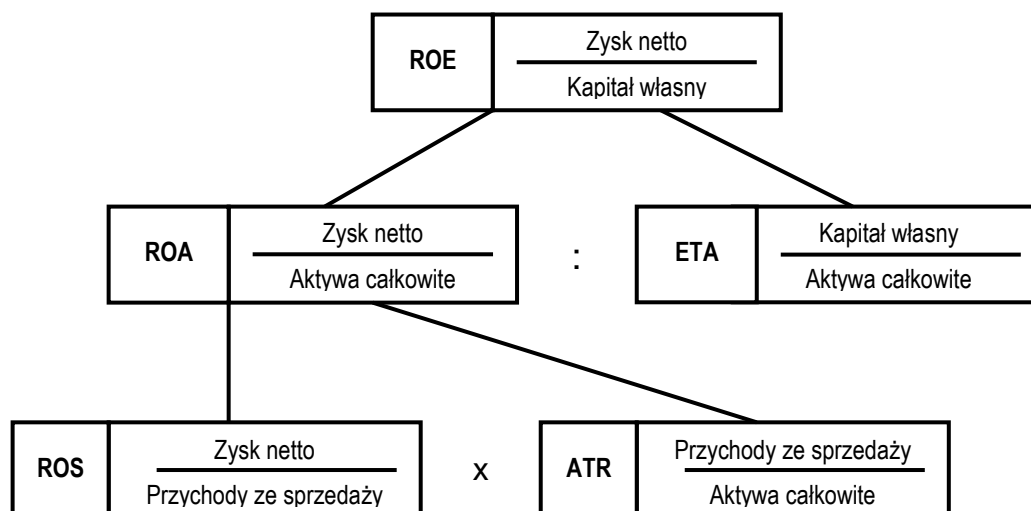 ROE
Zysk netto
Kapitał własny
ROA
Zysk netto
Aktywa całkowite
:
ETA
Kapitał własny
Aktywa całkowite
ROS
Zysk netto
Przychody ze sprzedaży
x
ATR
Przychody ze sprzedaży
Aktywa całkowite